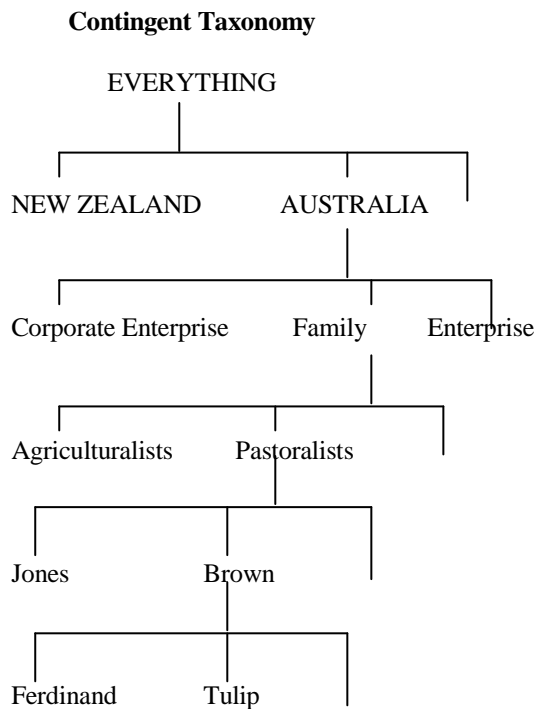 Contingent Taxonomy
EVERYTHING
NEW ZEALAND AUSTRALIA
Corporate Enterprise Family Enterprise
Agriculturalists Pastoralists
Jones Brown
Ferdinand Tulip